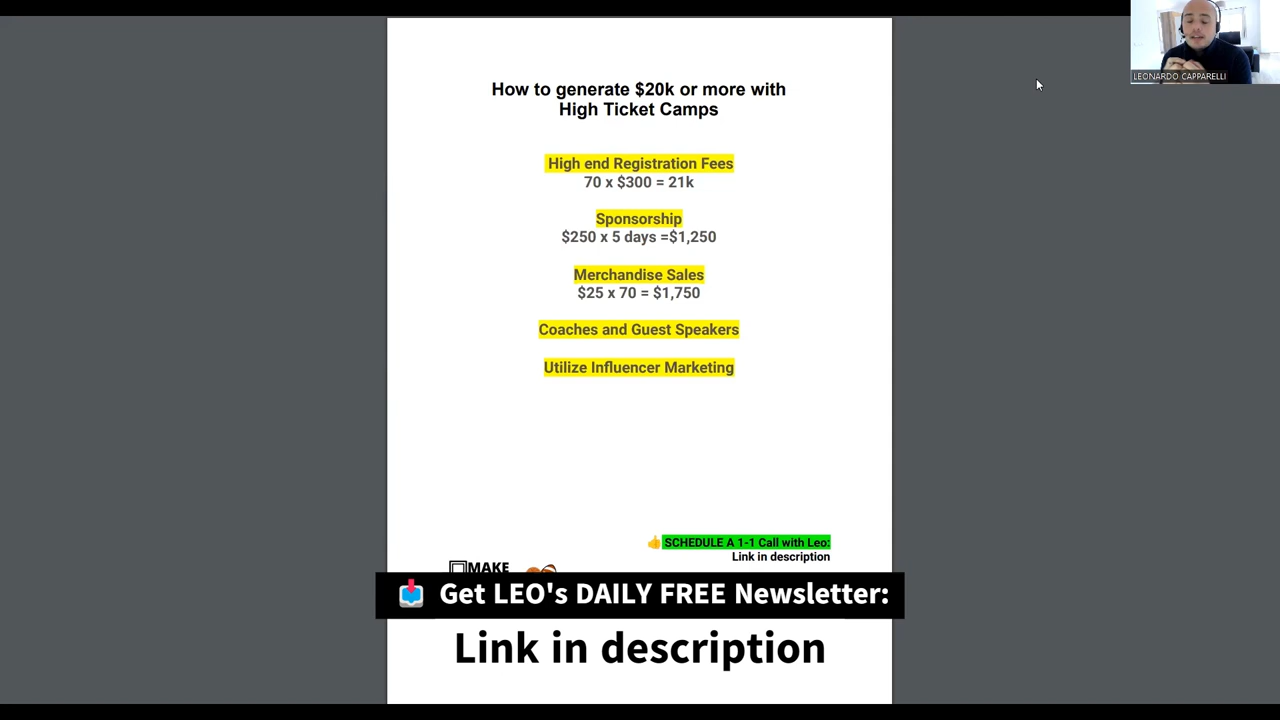 LEONARDO CAPPARELLI
How to generate $20k or more with
High Ticket Camps
High end Registration Fees
70 x $300 = 21k
Sponsorship
$250 x 5 days =$1,250
Merchandise Sales
$25 x 70 = $1,750
Coaches and Guest Speakers
Utilize Influencer Marketing
👍 SCHEDULE A 1-1 Call with Leo:
Link in description
MAKE
📥 Get LEO's DAILY FREE Newsletter:
Link in description